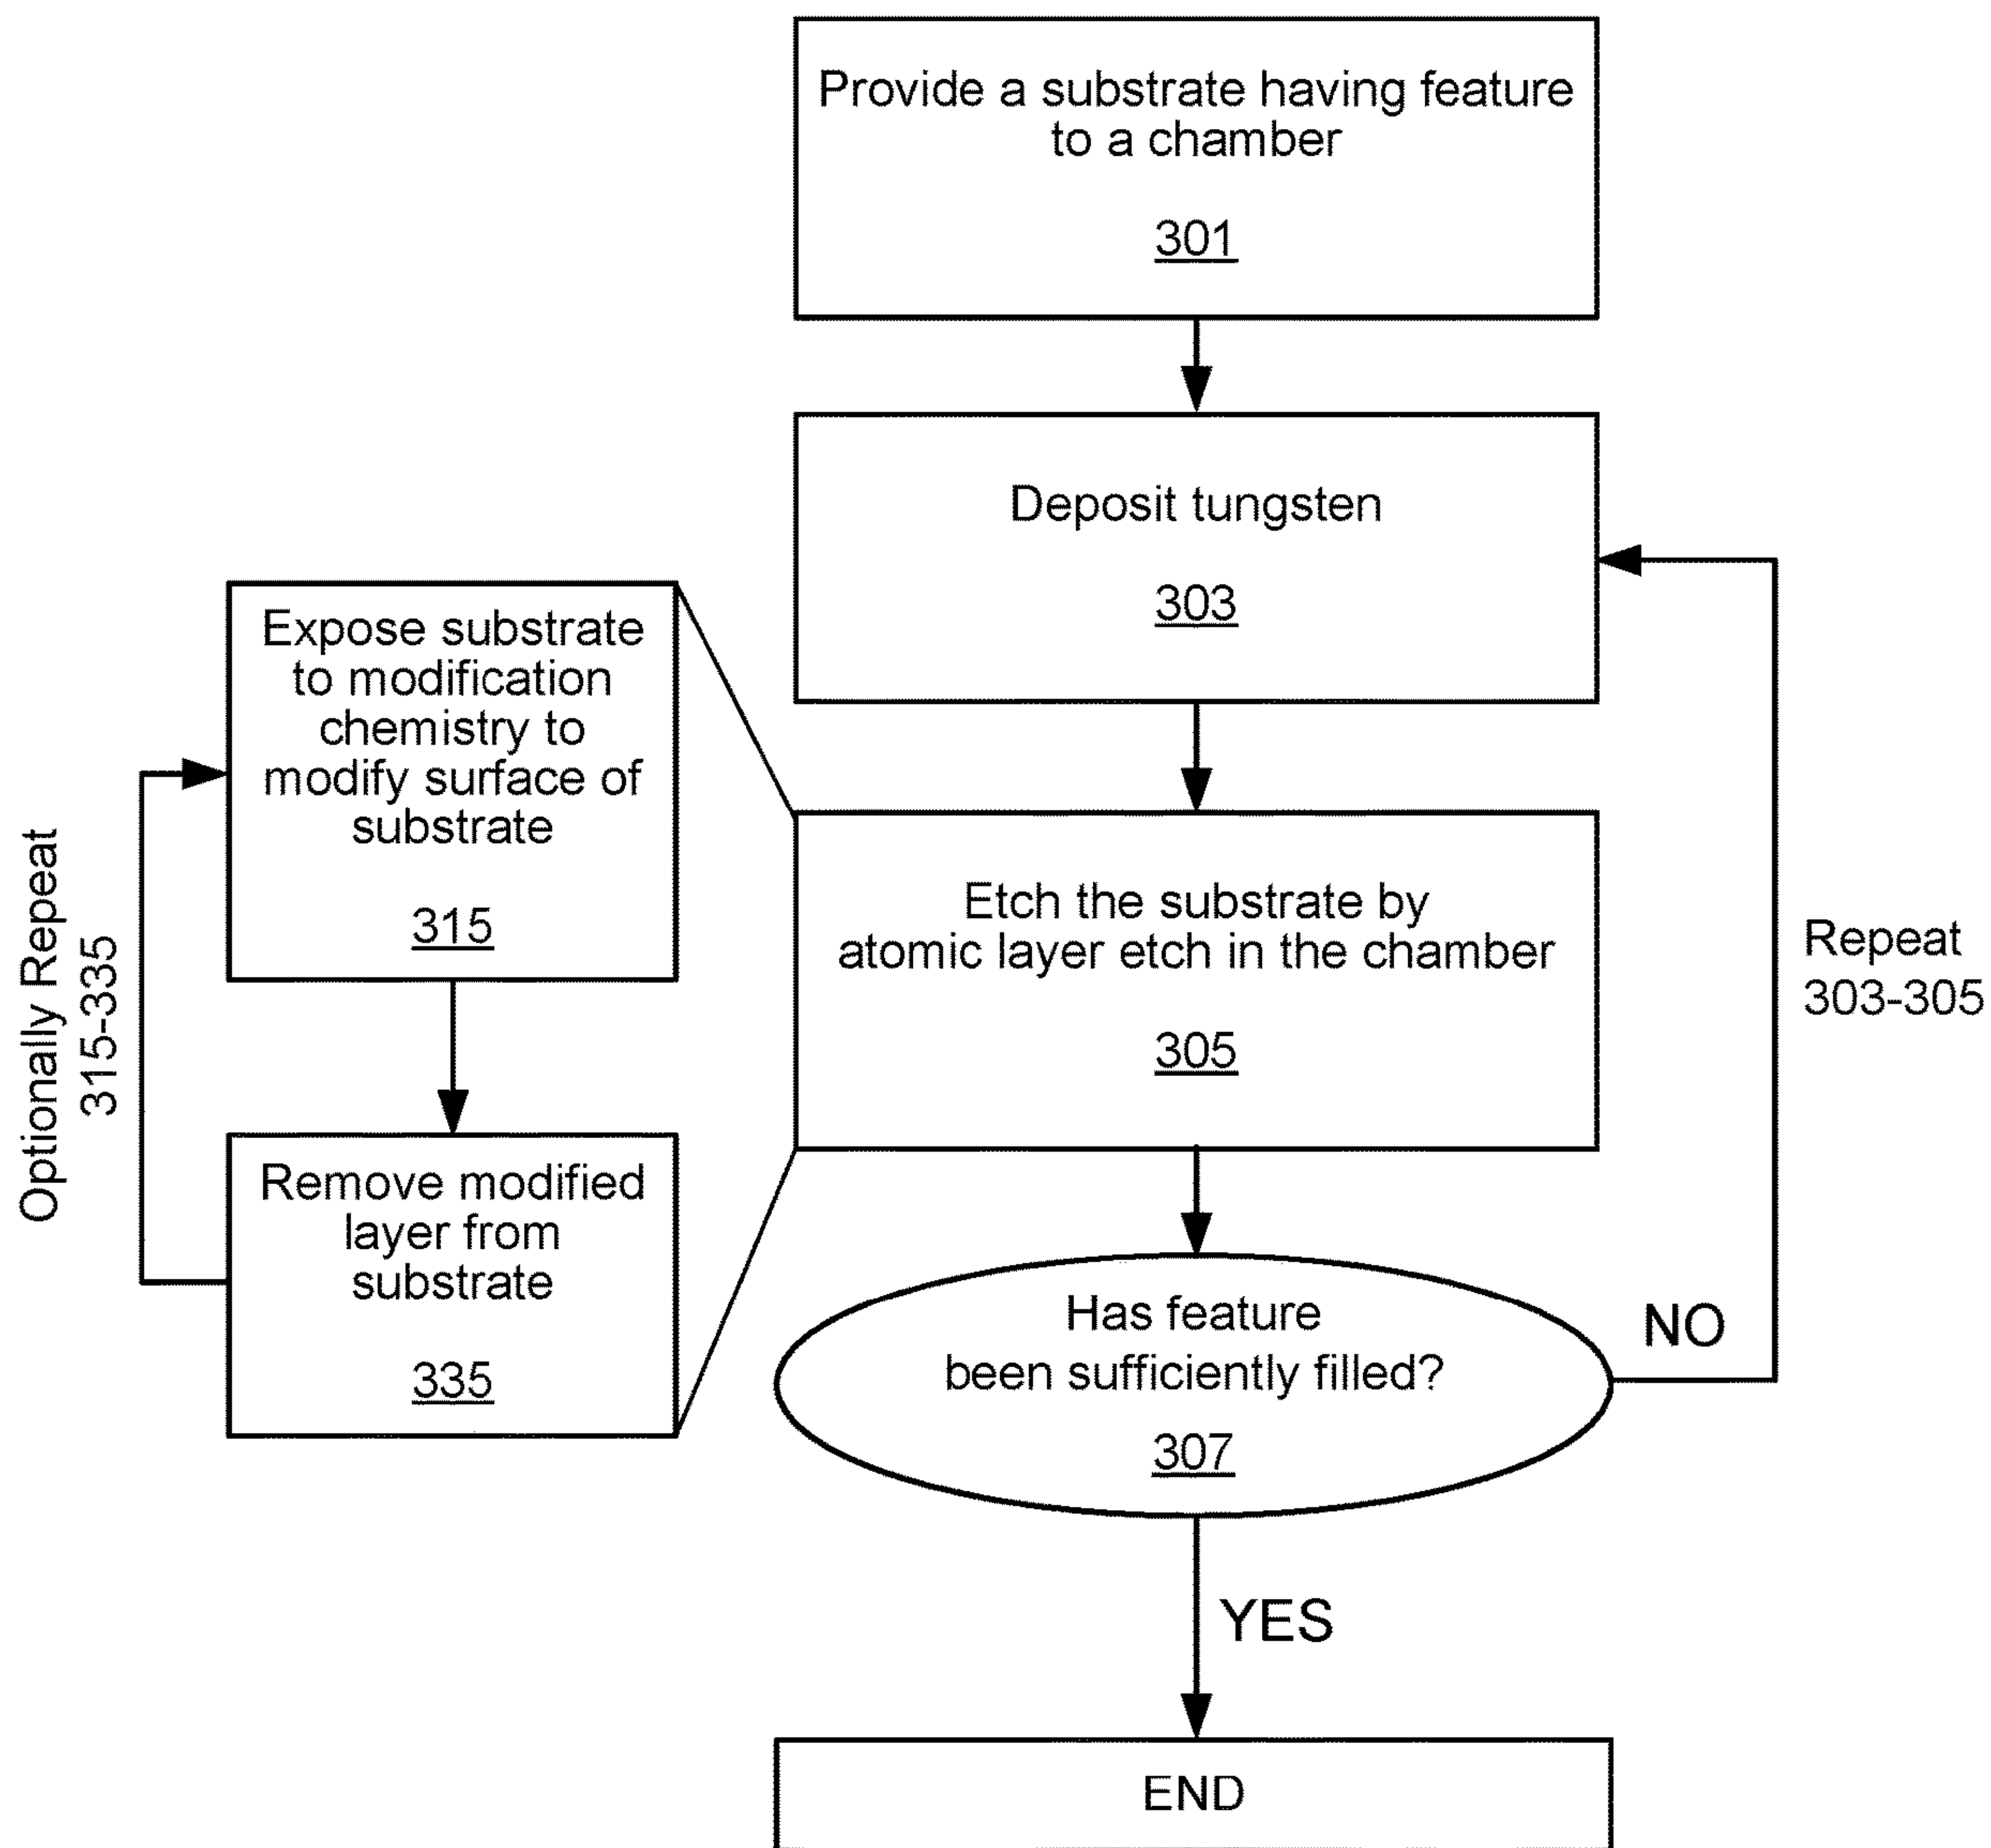 Provide a substrate having feature
to a chamber
301
Deposit tungsten
303
Expose substrate
to modification
chemistry to
modify surface of
substrate
315
Remove modified
layer from
substrate
335
Optionally Repeat
315-335
Etch the substrate by
atomic layer etch in the chamber
305
Repeat
303-305
Has feature
been sufficiently filled?
307
NO
YES
END